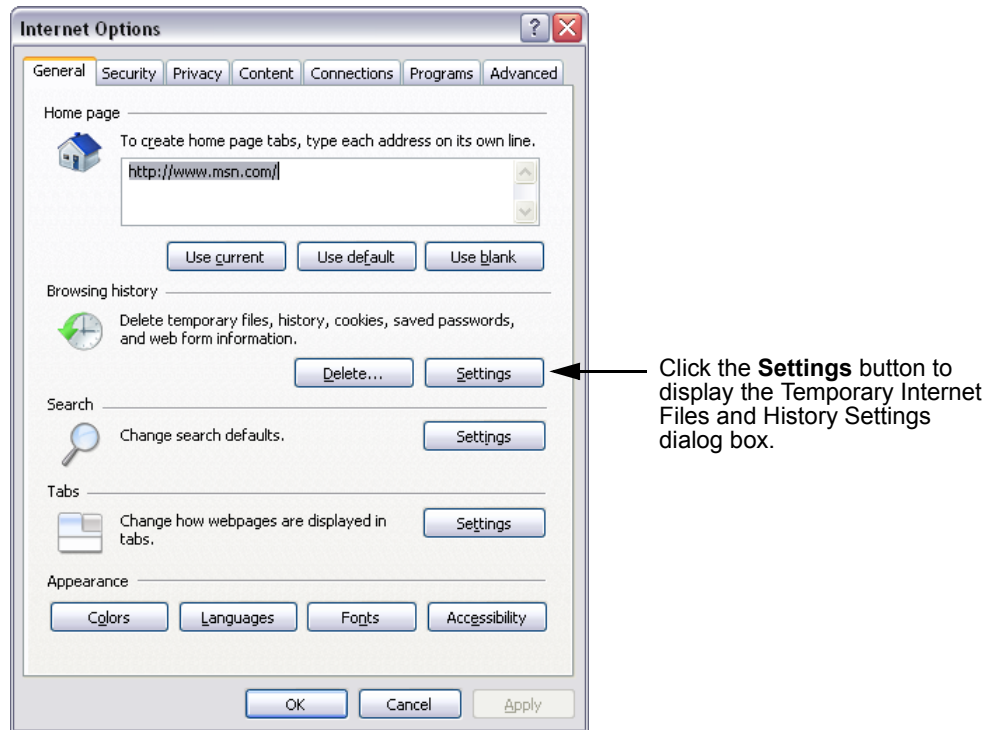 Internet Options
?
General Security Privacy Content Connections Programs Advanced
Home page
To create home page tabs, type each address on its own line.
http://www.msn.com/
Use current Use default Use blank
Browsing history
Delete temporary files, history, cookies, saved passwords,
and web form information.
Delete... Settings
Click the Settings button to
display the Temporary Internet
Files and History Settings
dialog box.
Search
Change search defaults.
Settings
Tabs
Change how webpages are displayed in
tabs.
Settings
Appearance
Colors Languages Fonts Accessibility
OK Cancel Apply